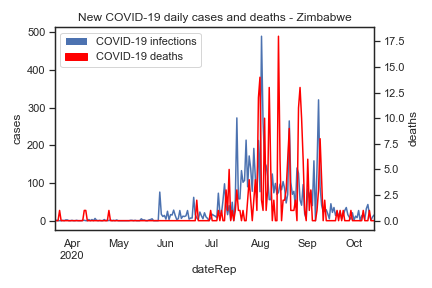 New COVID-19 daily cases and deaths - Zimbabwe
COVID-19 infections
COVID-19 deaths
500
400
300
200
100
0
cases
17.5
15.0
12.5
10.0
7.5
5.0
2.5
0.0
deaths
Apr May Jun Jul Aug Sep Oct
2020
dateRep